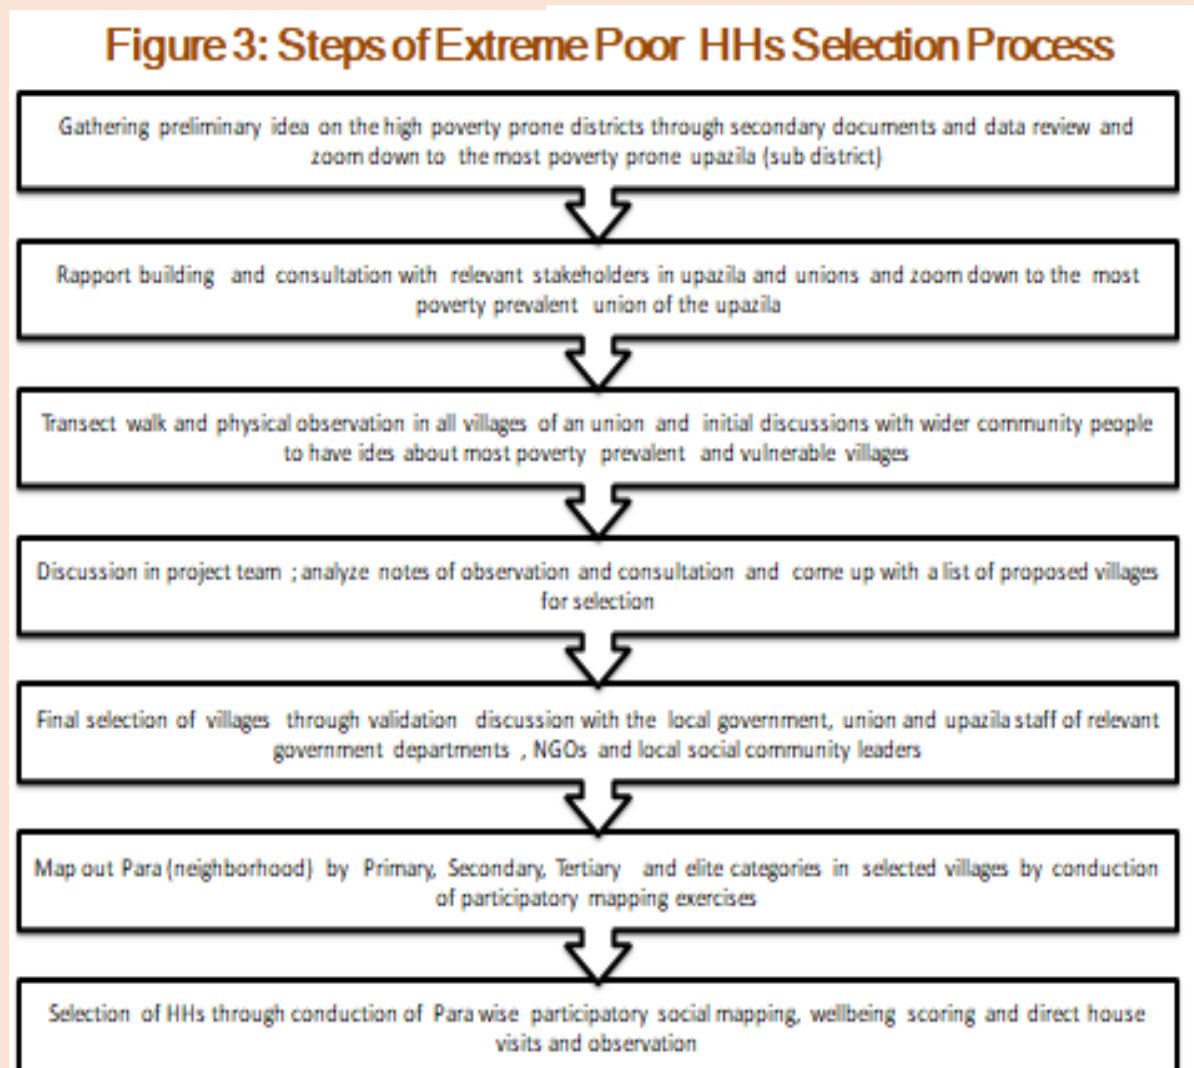 Figure 3: Steps of Extreme Poor HHs Selection Process
Gathering preliminary idea on the high poverty prone districts through secondary documents and data review and
zoom down to the most poverty prone upazila (sub district)
Rapport building and consultation with relevant stakeholders in upazila and unions and zoom down to the most
poverty prevalent union of the upazila
Transect walk and physical observation in all villages of an union and initial discussions with wider community people
to have ides about most poverty prevalent and vulnerable villages
Discussion in project team ; analyze notes of observation and consultation and come up with a list of proposed villages
for selection
Final selection of villages through validation discussion with the local government, union and upazila staff of relevant
government departments , NGOs and local social community leaders
Map out Para (neighborhood) by Primary, Secondary, Tertiary and elite categories in selected villages by conduction
of participatory mapping exercises
Selection of HHs through conduction of Para wise participatory social mapping, wellbeing scoring and direct house
visits and observation